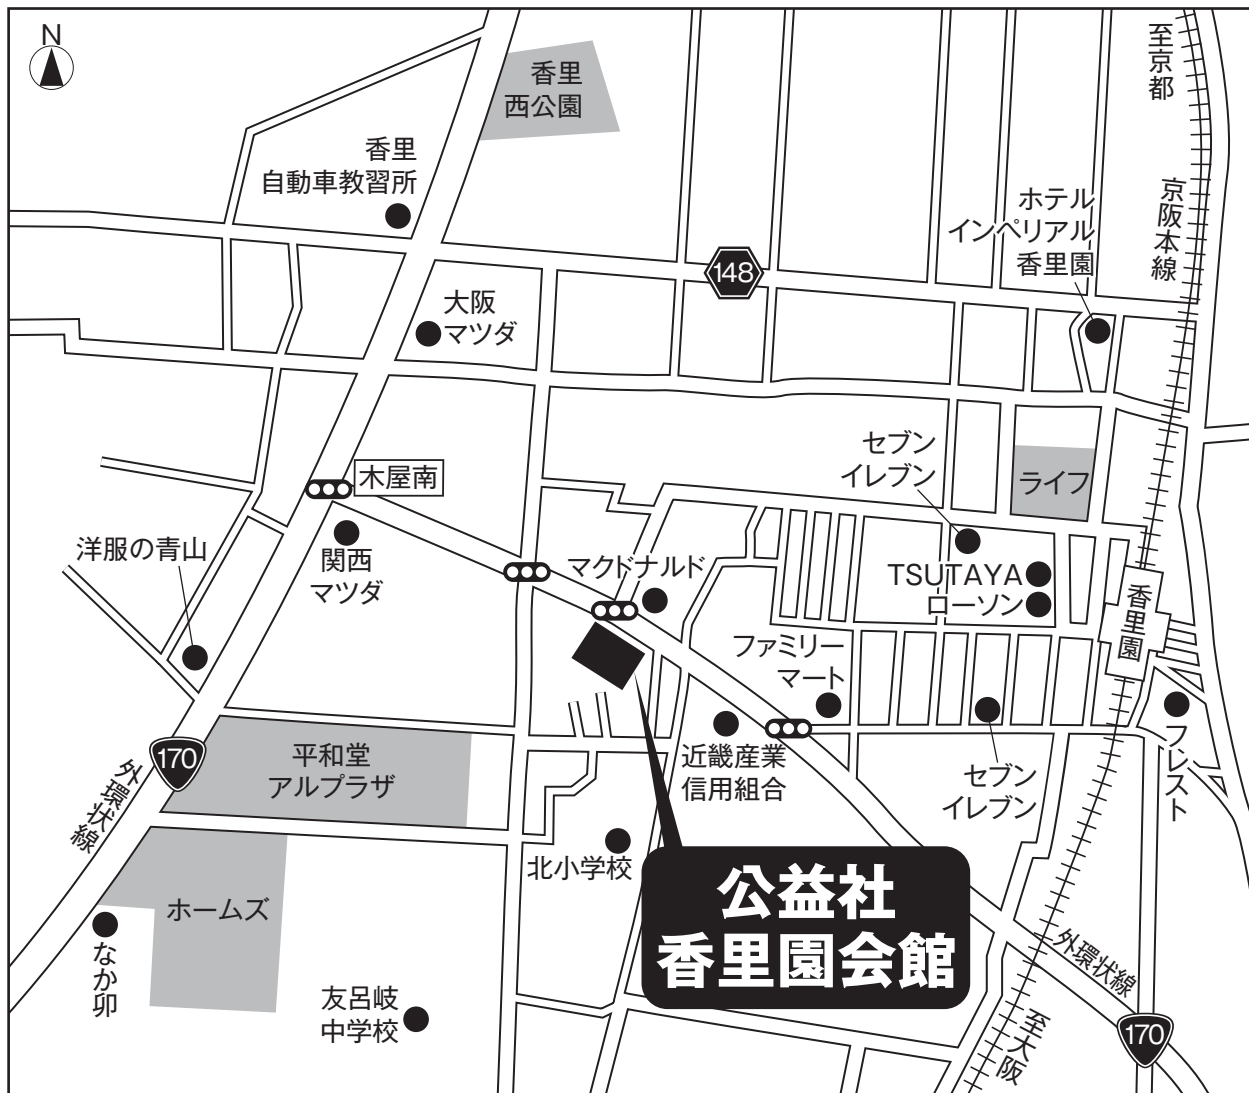 N
香里
西公園
香里
自動車教習所
至京都
京阪本線
ホテル
インペリアル
香里園
148
大阪
マツダ
セブン
イレブン
ライフ
木屋南
洋服の青山
関西
マツダ
マクドナルド
TSUTAYA
ローソン
香里園
ファミリー
マート
フレスト
170
外環状線
平和堂
アルプラザ
近畿産業
信用組合
セブン
イレブン
北小学校
公益社
香里園会館
ホームズ
なか卯
友呂岐
中学校
外環状線
至大阪
170